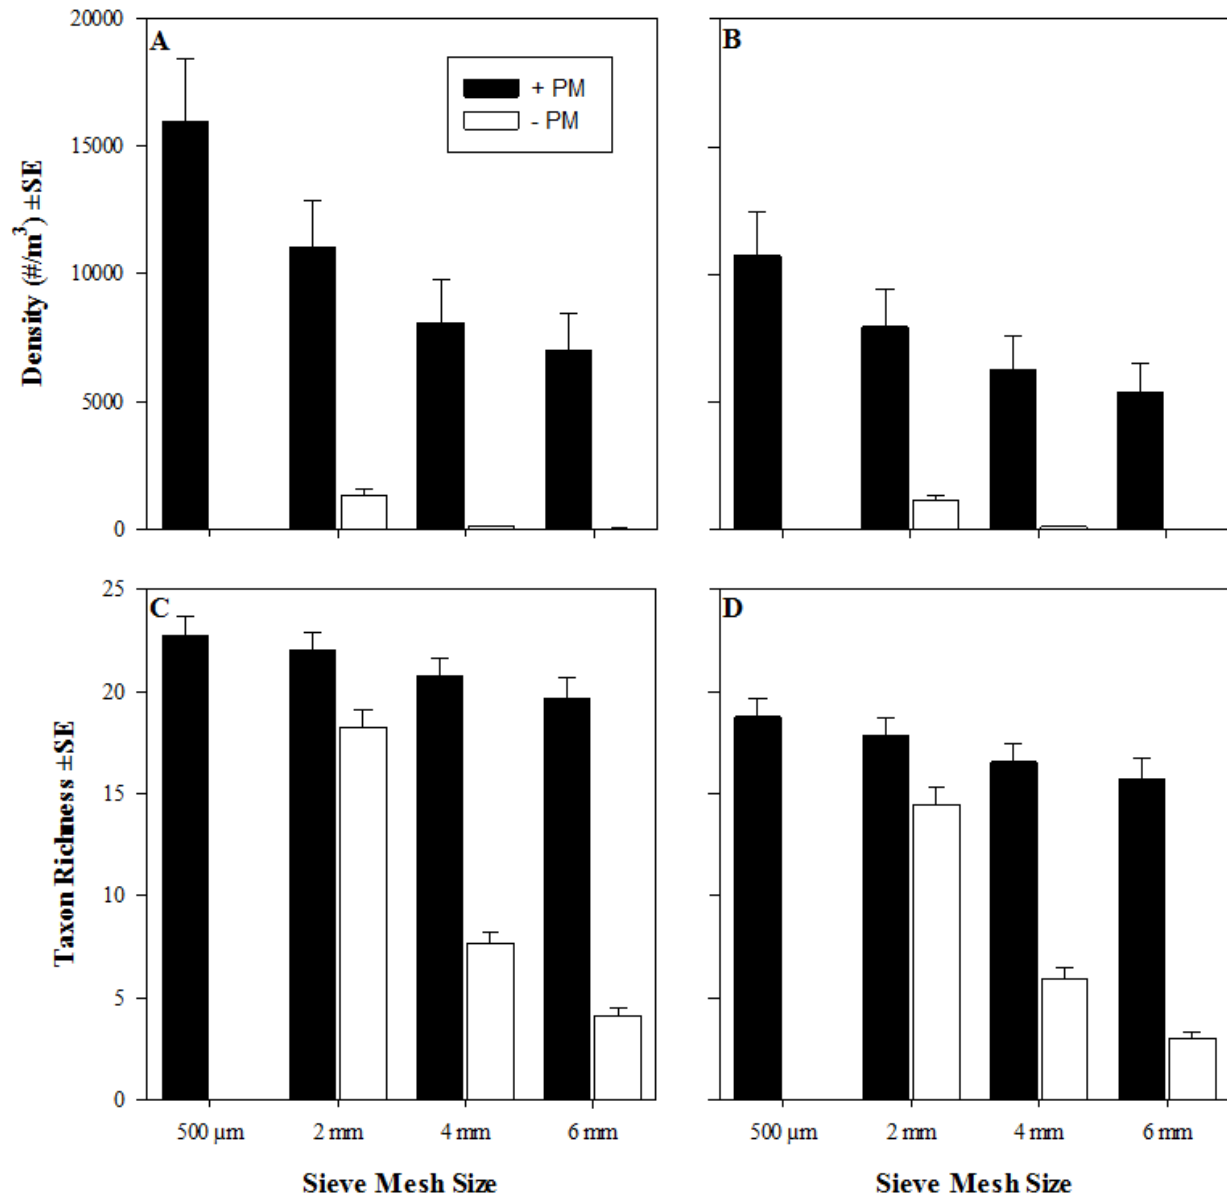 A
B
20000
15000
10000
5000
0
Density (#/m³) ±SE
+ PM
- PM
C
D
25
20
15
10
5
0
Taxon Richness ±SE
500 µm
2 mm
4 mm
6 mm
500 µm
2 mm
4 mm
6 mm
Sieve Mesh Size
Sieve Mesh Size